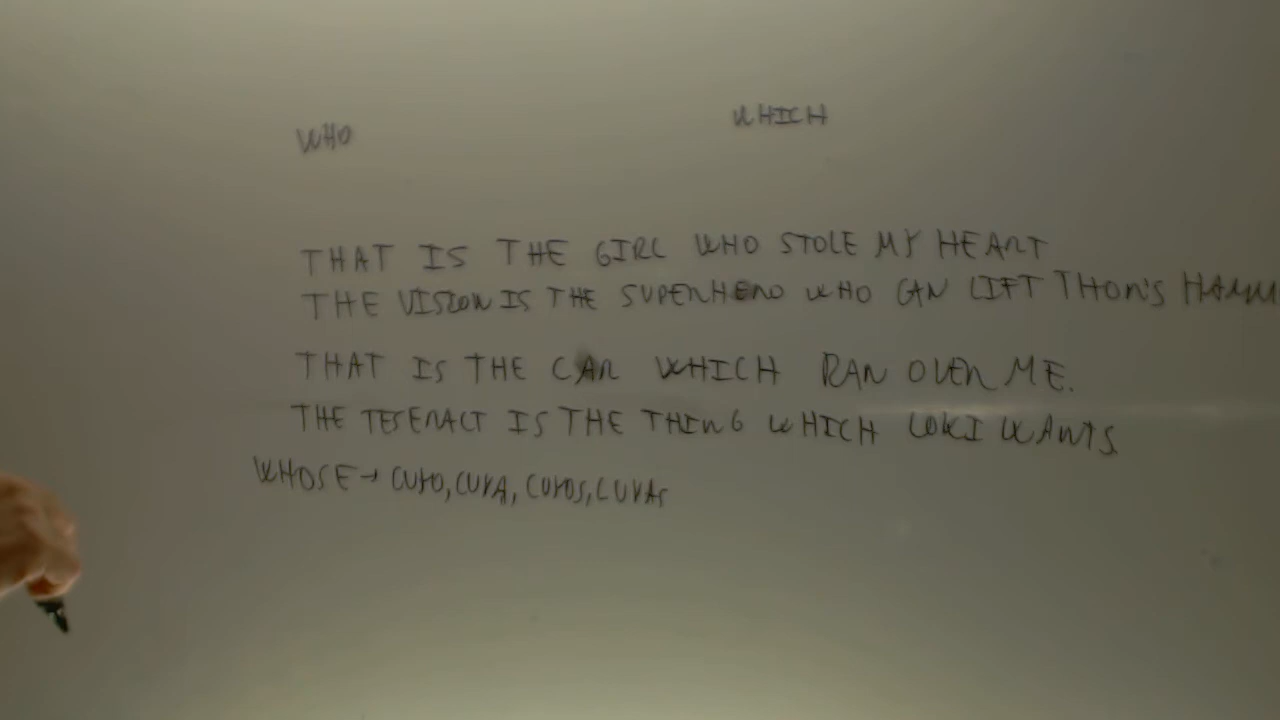 WHO
WHICH
THAT IS THE GIRL WHO STOLE MY HEART
THE VISION IS THE SUPERHERO WHO CAN LIFT THOR'S HAMM
THAT IS THE CAR WHICH RAN OVER ME.
THE TESERACT IS THE THING WHICH LOKI WANTS.
WHOSE → CUYO, CUYA, CUYOS, CUYAS